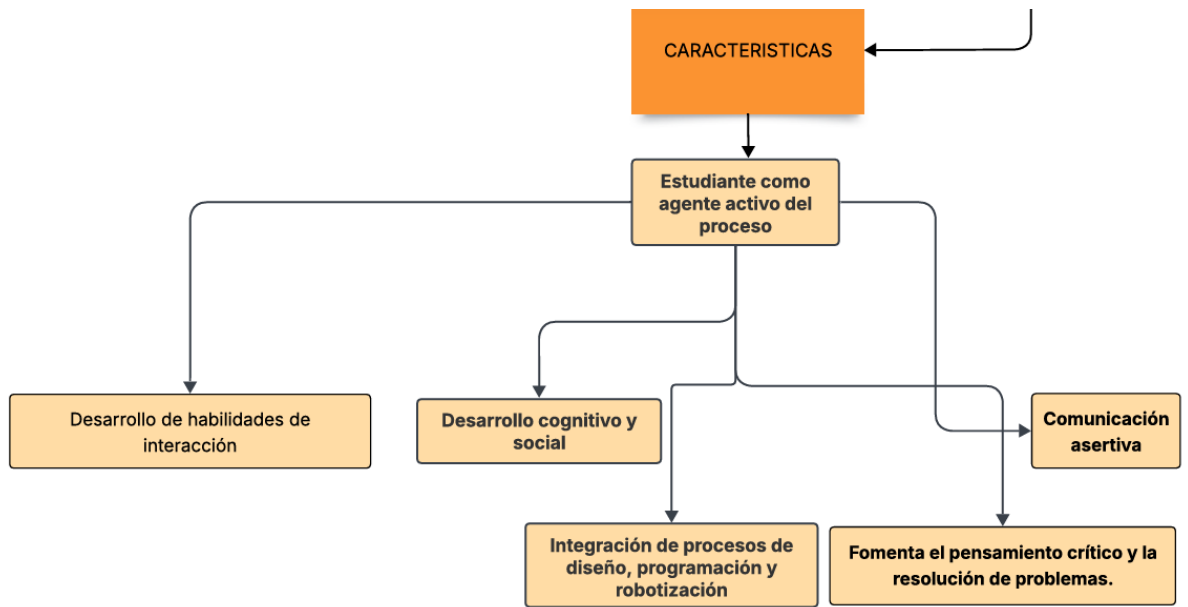 CARACTERISTICAS
Estudiante como
agente activo del
proceso
Desarrollo de habilidades de
interacción
Desarrollo cognitivo y
social
Comunicación
asertiva
Integración de procesos de
diseño, programación y
robotización
Fomenta el pensamiento crítico y la
resolución de problemas.